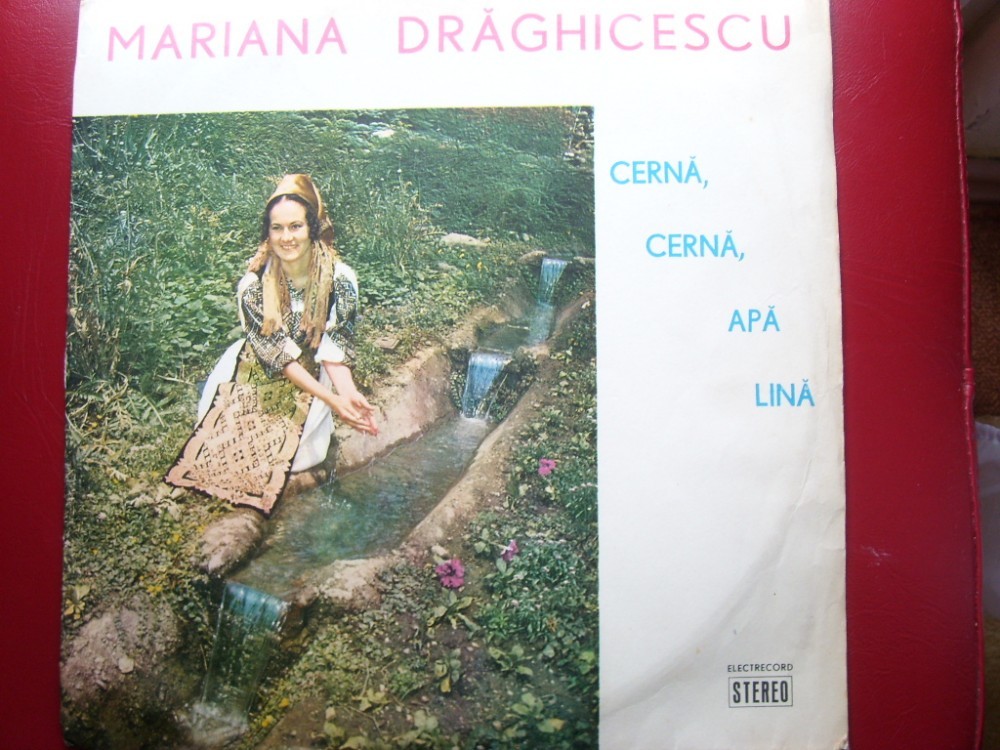 MARIANA DRĂGHICESCU
CERNĂ,
CERNĂ,
APĂ
LINĂ
ELECTRECORD
STEREO